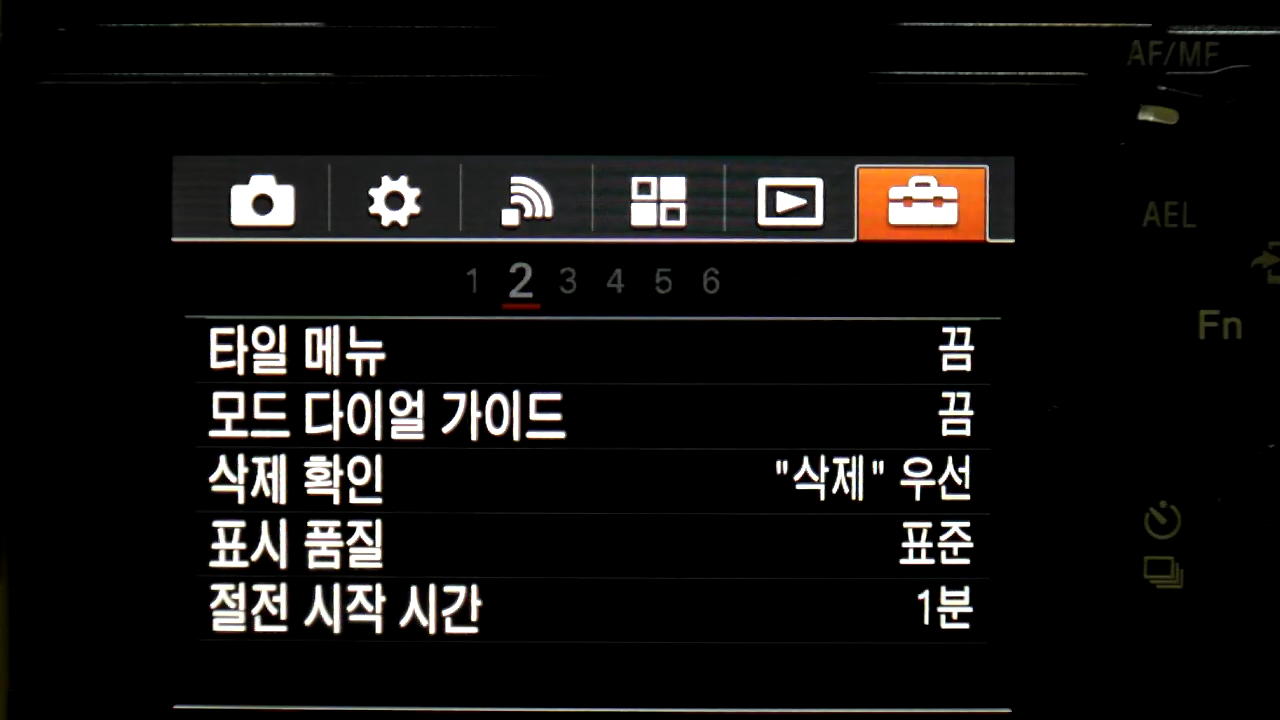 AF/MF
AEL
Fn
1 2 3 4 5 6
타일 메뉴 끔
모드 다이얼 가이드 끔
삭제 확인 "삭제" 우선
표시 품질 표준
절전 시작 시간 1분